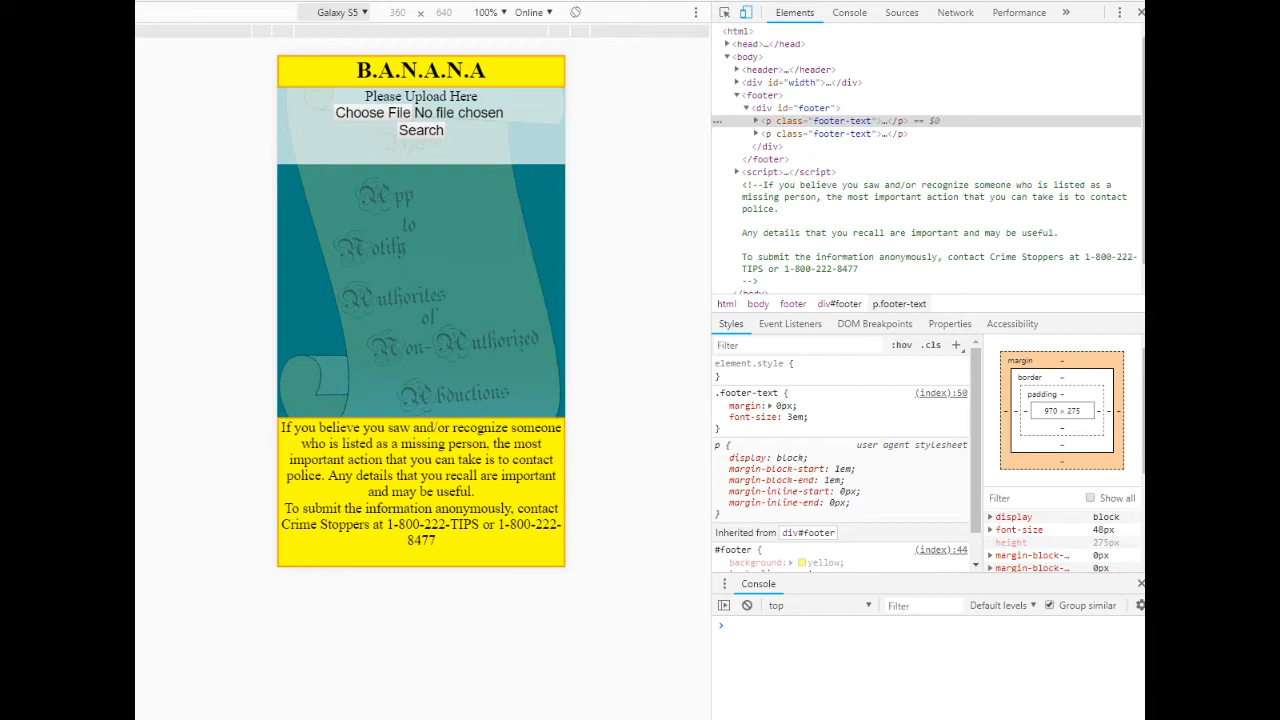 Galaxy S5 ▼ 360 x 640 100% ▼ Online ▼
B.A.N.A.N.A
Please Upload Here
Choose File No file chosen
Search
App
to
Notify
Authorites
of
Non-Authorized
Abductions
If you believe you saw and/or recognize someone
who is listed as a missing person, the most
important action that you can take is to contact
police. Any details that you recall are important
and may be useful.
To submit the information anonymously, contact
Crime Stoppers at 1-800-222-TIPS or 1-800-222-
8477
Elements Console Sources Network Performance »
<html>
<head>…</head>
<body>
<header>…</header>
<div id="width">…</div>
<footer>
<div id="footer">
… <p class="footer-text">…</p> == $0
<p class="footer-text">…</p>
</div>
</footer>
<script>…</script>
<!--If you believe you saw and/or recognize someone who is listed as a
missing person, the most important action that you can take is to contact
police.
Any details that you recall are important and may be useful.
To submit the information anonymously, contact Crime Stoppers at 1-800-222-
TIPS or 1-800-222-8477
-->
</body>
html body footer div#footer p.footer-text
Styles Event Listeners DOM Breakpoints Properties Accessibility
Filter :hov .cls +
element.style {
}
.footer-text { (index):50
margin: 0px;
font-size: 3em;
}
p { user agent stylesheet
display: block;
margin-block-start: 1em;
margin-block-end: 1em;
margin-inline-start: 0px;
margin-inline-end: 0px;
}
Inherited from div#footer
#footer { (index):44
background: yellow;
margin -
border -
padding -
- - - 970 × 275 - - -
-
-
-
Filter Show all
display block
font-size 48px
height 275px
margin-block-… 0px
margin-block-… 0px
Console
top ▼ Filter Default levels ▼ Group similar